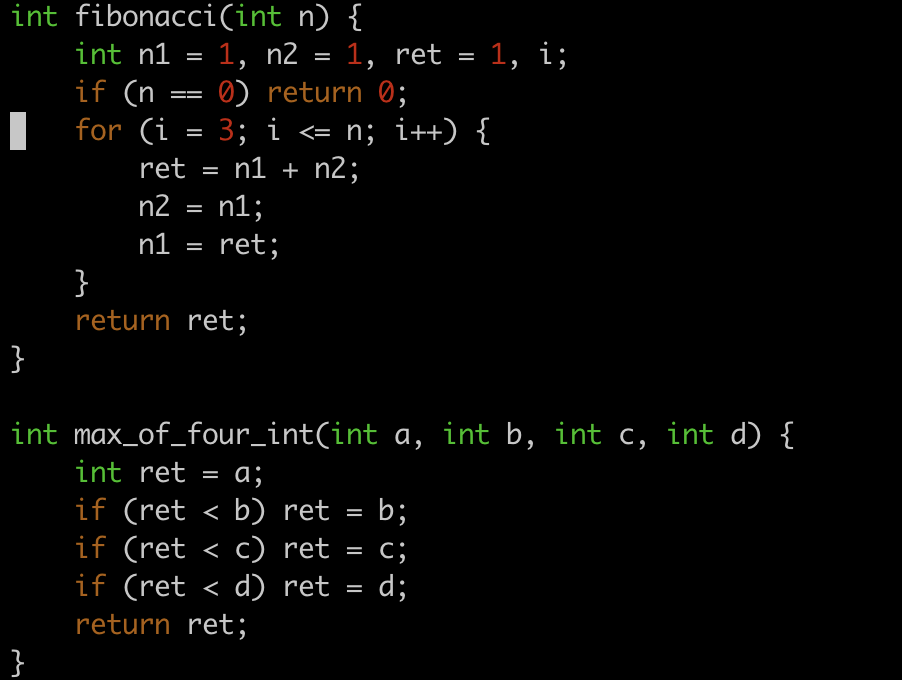 int fibonacci(int n) {
    int n1 = 1, n2 = 1, ret = 1, i;
    if (n == 0) return 0;
    for (i = 3; i <= n; i++) {
        ret = n1 + n2;
        n2 = n1;
        n1 = ret;
    }
    return ret;
}

int max_of_four_int(int a, int b, int c, int d) {
    int ret = a;
    if (ret < b) ret = b;
    if (ret < c) ret = c;
    if (ret < d) ret = d;
    return ret;
}